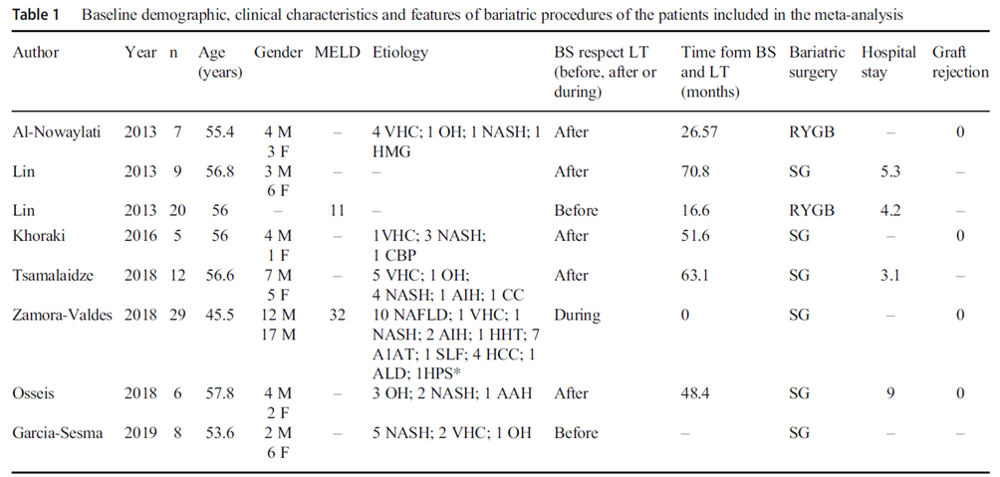 Table 1 Baseline demographic, clinical characteristics and features of bariatric procedures of the patients included in the meta-analysis
Author Year n Age (years) Gender MELD Etiology BS respect LT (before, after or during) Time form BS and LT (months) Bariatric surgery Hospital stay Graft rejection
Al-Nowaylati 2013 7 55.4 4 M 3 F – 4 VHC; 1 OH; 1 NASH; 1 HMG After 26.57 RYGB – 0
Lin 2013 9 56.8 3 M 6 F – – After 70.8 SG 5.3 –
Lin 2013 20 56 – 11 – Before 16.6 RYGB 4.2 –
Khoraki 2016 5 56 4 M 1 F – 1VHC; 3 NASH; 1 CBP After 51.6 SG – 0
Tsamalaidze 2018 12 56.6 7 M 5 F – 5 VHC; 1 OH; 4 NASH; 1 AIH; 1 CC After 63.1 SG 3.1 –
Zamora-Valdes 2018 29 45.5 12 M 17 M 32 10 NAFLD; 1 VHC; 1 NASH; 2 AIH; 1 HHT; 7 A1AT; 1 SLF; 4 HCC; 1 ALD; 1HPS* During 0 SG – 0
Osseis 2018 6 57.8 4 M 2 F – 3 OH; 2 NASH; 1 AAH After 48.4 SG 9 0
Garcia-Sesma 2019 8 53.6 2 M 6 F – 5 NASH; 2 VHC; 1 OH Before – SG – –